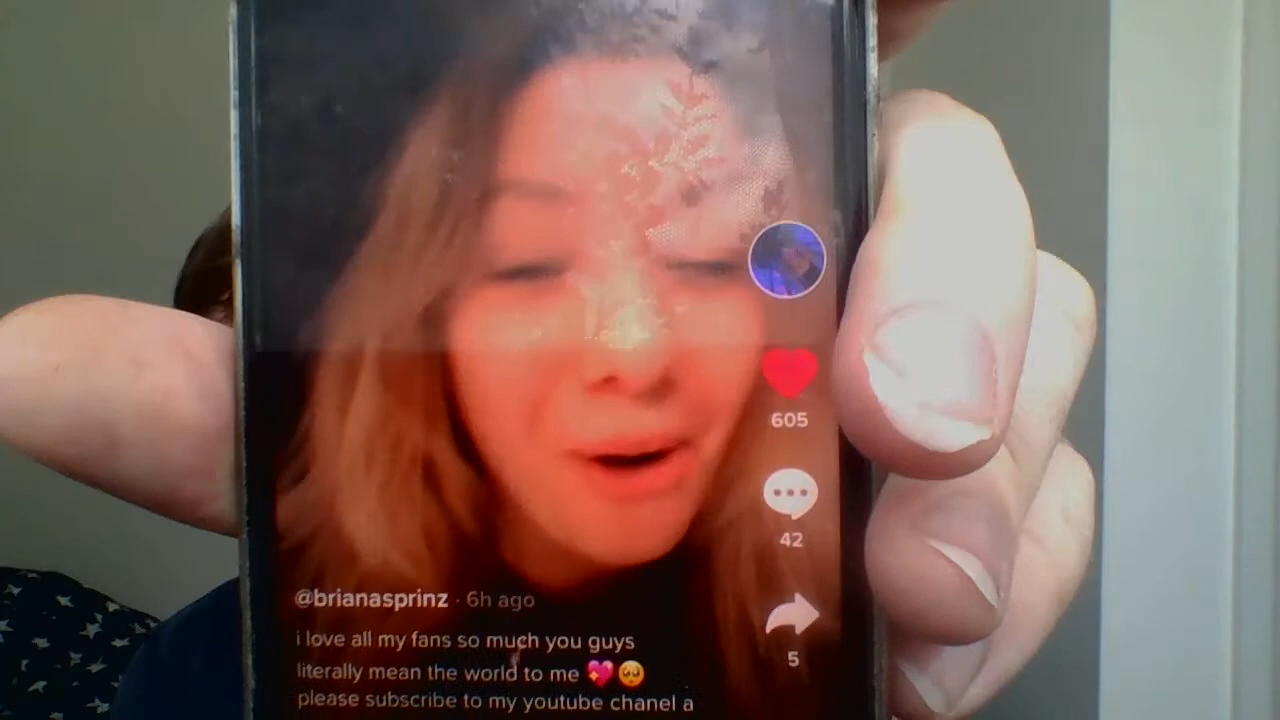 605
42
5
@brianasprinz · 6h ago
i love all my fans so much you guys
literally mean the world to me 💖🥺
please subscribe to my youtube chanel a